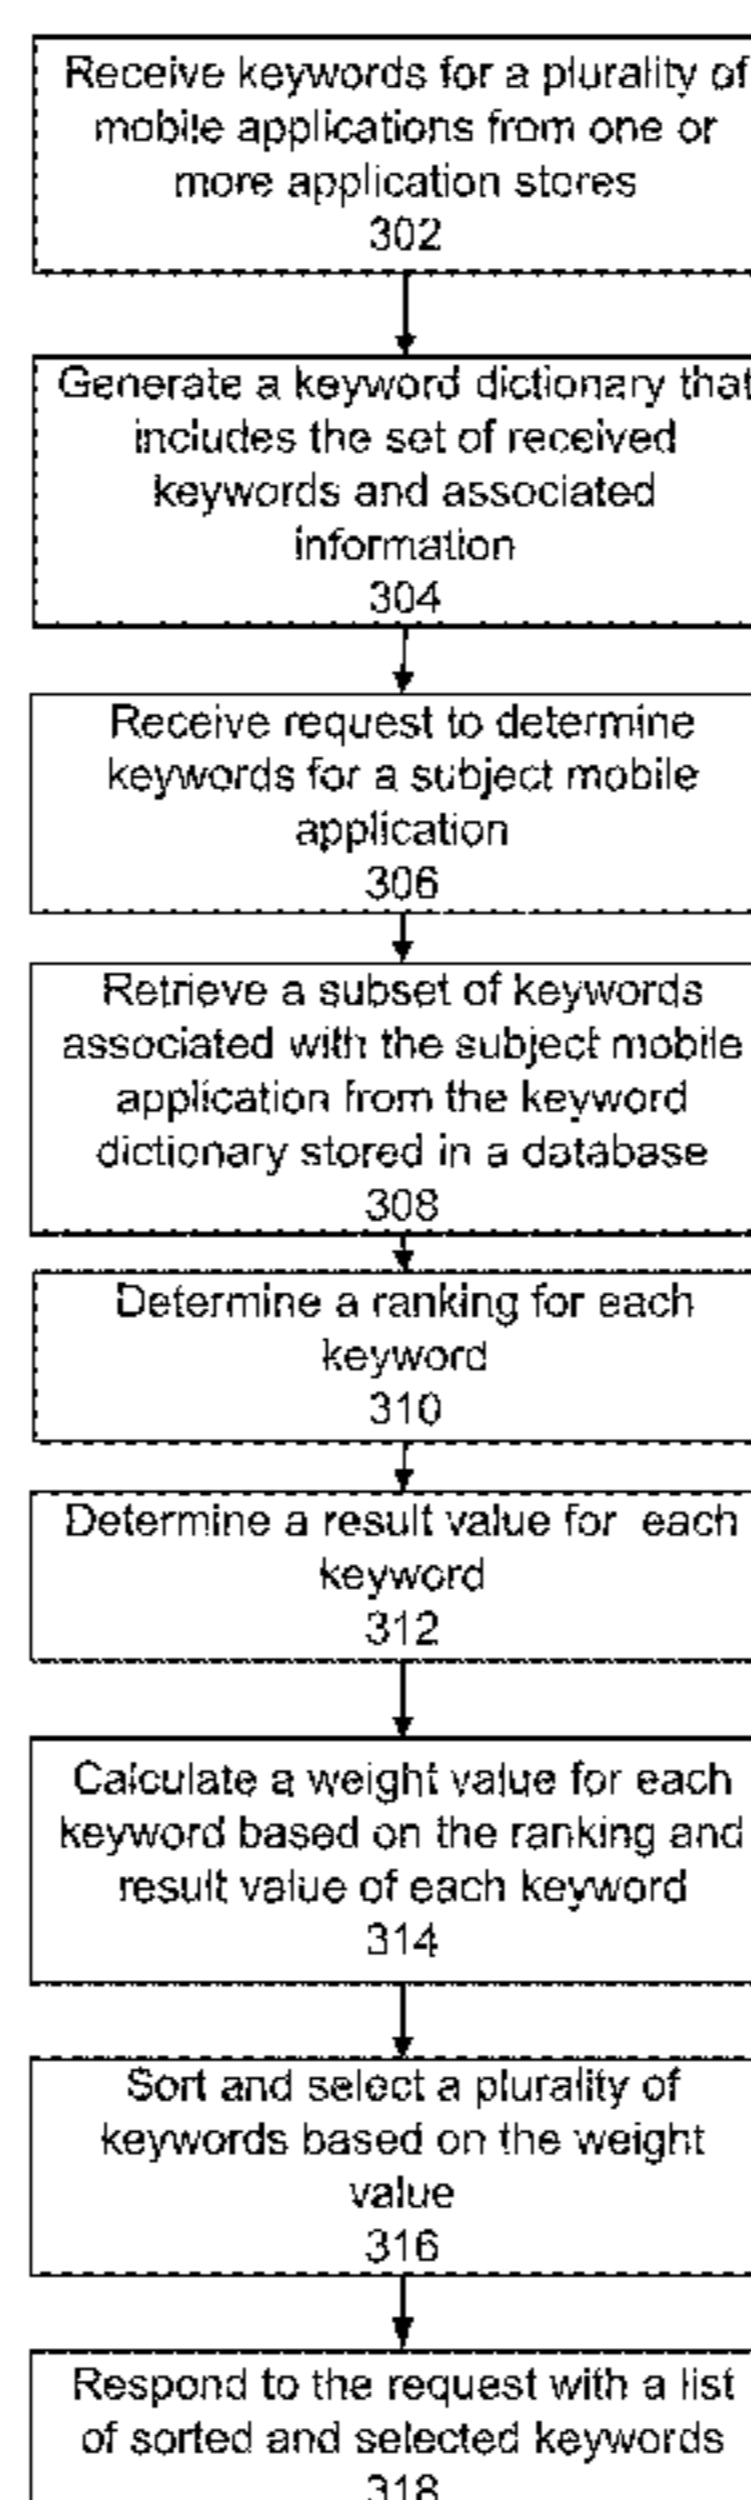 Receive keywords for a plurality of
mobile applications from one or
more application stores
302
Generate a keyword dictionary that
includes the set of received
keywords and associated
information
304
Receive request to determine
keywords for a subject mobile
application
306
Retrieve a subset of keywords
associated with the subject mobile
application from the keyword
dictionary stored in a database
308
Determine a ranking for each
keyword
310
Determine a result value for each
keyword
312
Calculate a weight value for each
keyword based on the ranking and
result value of each keyword
314
Sort and select a plurality of
keywords based on the weight
value
316
Respond to the request with a list
of sorted and selected keywords
318